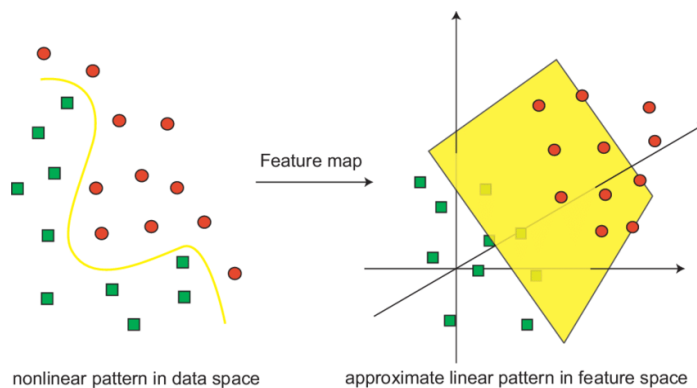 Feature map
nonlinear pattern in data space
approximate linear pattern in feature space